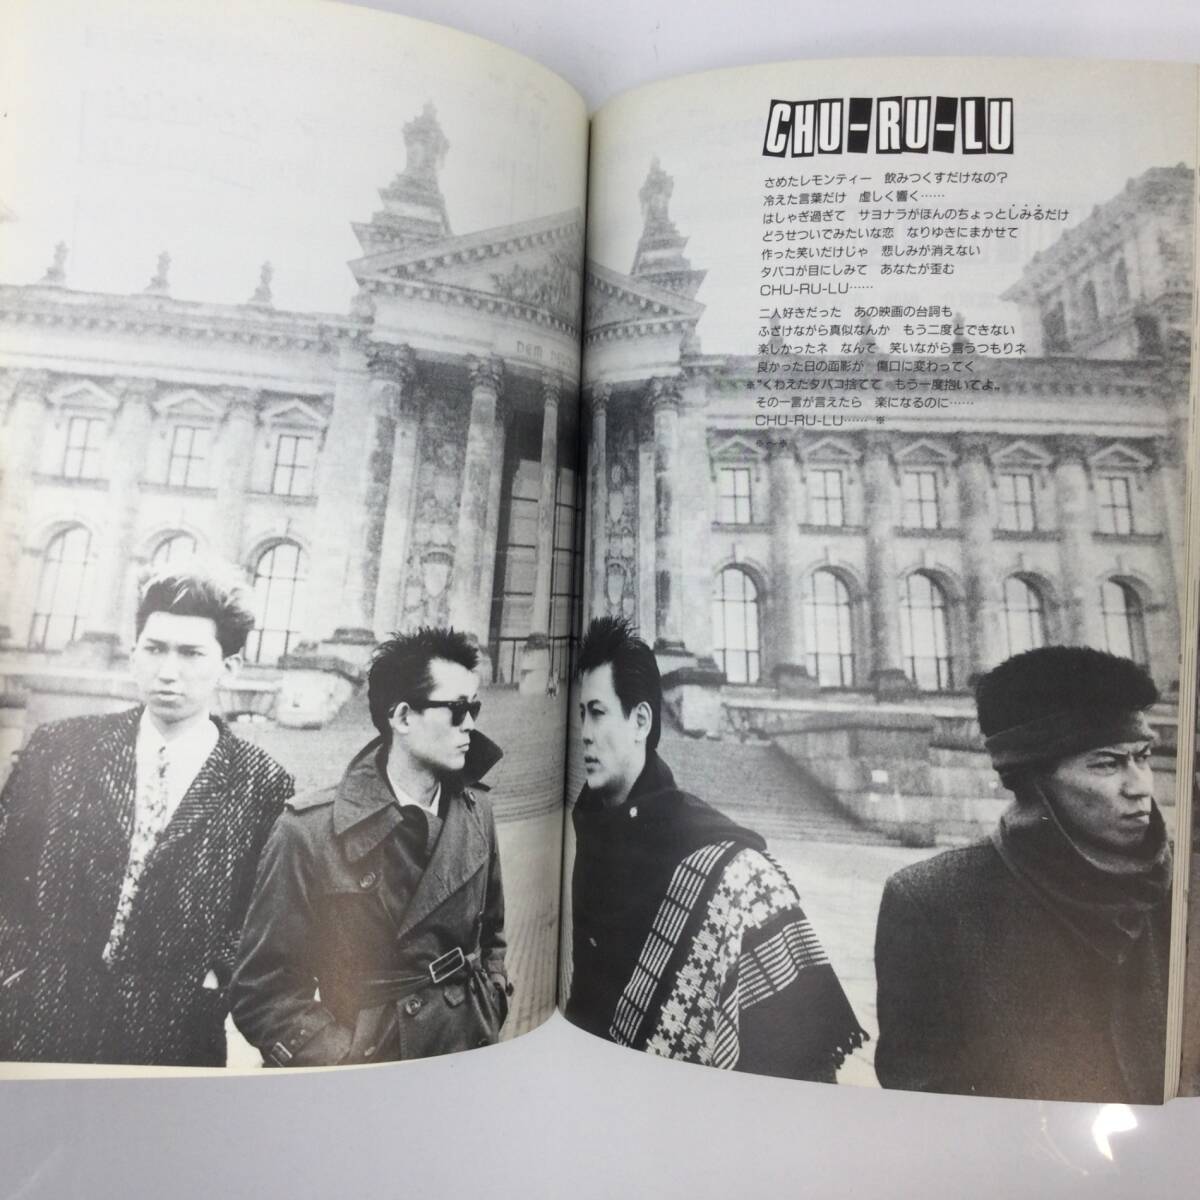 CHU-RU-LU
さめたレモンティー 飲みつくすだけなの?
冷えた言葉だけ 虚しく響く……
はしゃぎ過ぎて サヨナラがほんのちょっとしみるだけ
どうせついでみたいな恋 なりゆきにまかせて
作った笑いだけじゃ 悲しみが消えない
タバコが目にしみて あなたが歪む
CHU-RU-LU……
二人好きだった あの映画の台詞も
ふざけながら真似なんか もう二度とできない
楽しかったネ なんて 笑いながら言うつもりネ
良かった日の面影が 傷口に変わってく
※"くわえたタバコ捨てて もう一度抱いてよ。
その一言が言えたら 楽になるのに……
CHU-RU-LU…… ※
※〜※
DEM DEU